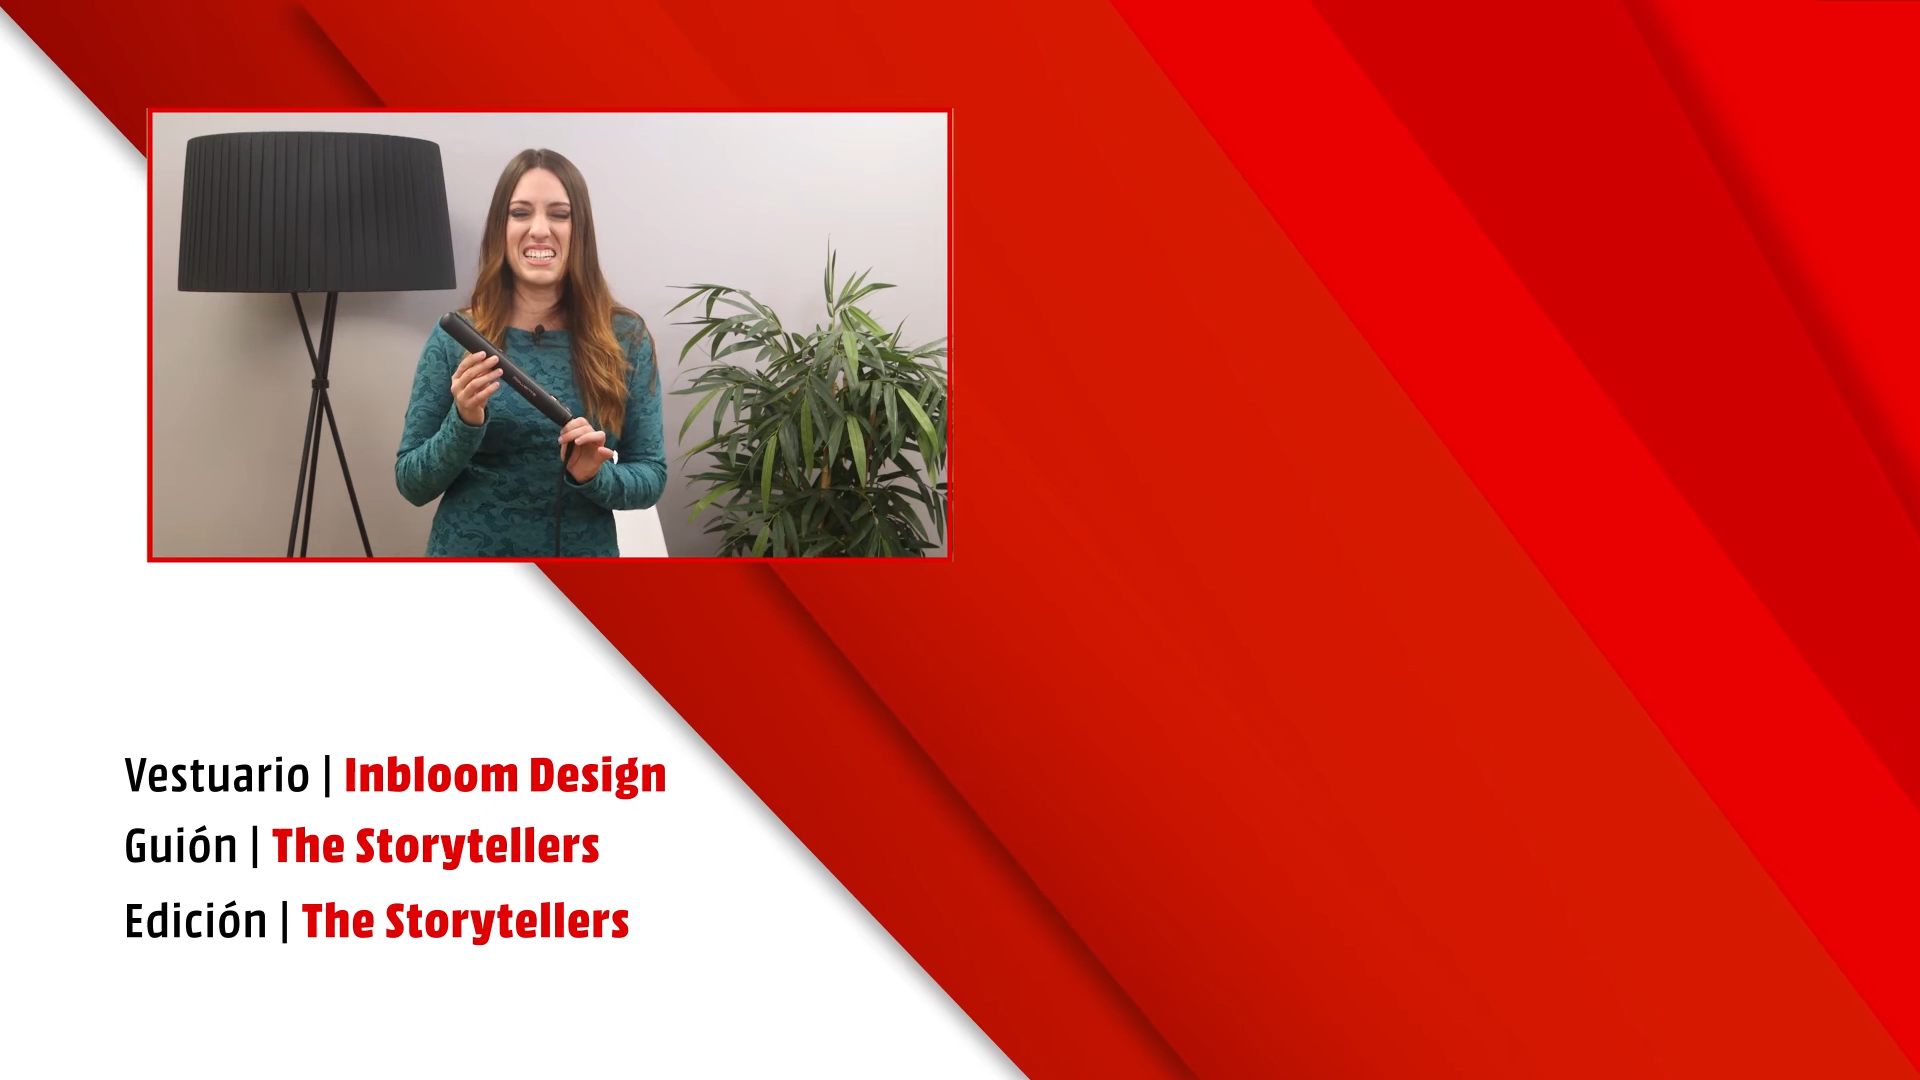 Vestuario | Inbloom Design
Guión | The Storytellers
Edición | The Storytellers